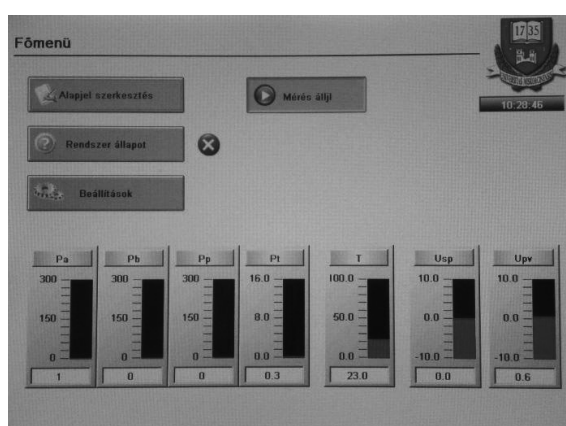 Főmenü
17 35
Alapjel szerkesztés
Mérés állj!
10:28:46
Rendszer állapot
Beállítások
Pa Pb Pp Pt T Usp Upv
300 300 300 16.0 100.0 10.0 10.0
150 150 150 8.0 50.0 0.0 0.0
0 0 0 0.0 0.0 -10.0 -10.0
1 0 0 0.3 23.0 0.0 0.6